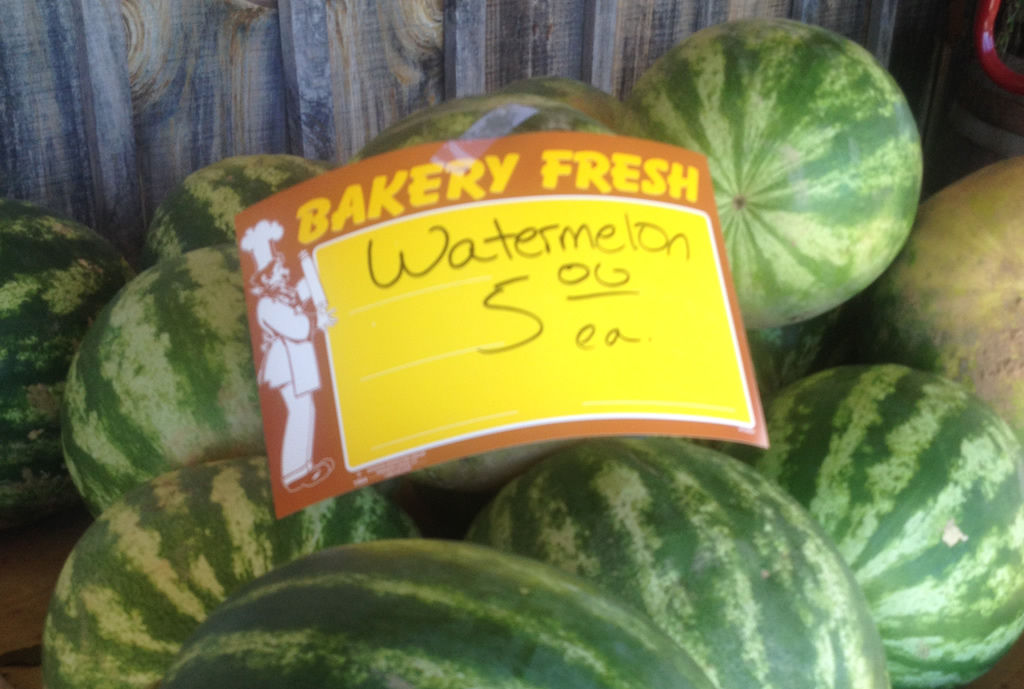 BAKERY FRESH
Watermelon
5 00
ea.